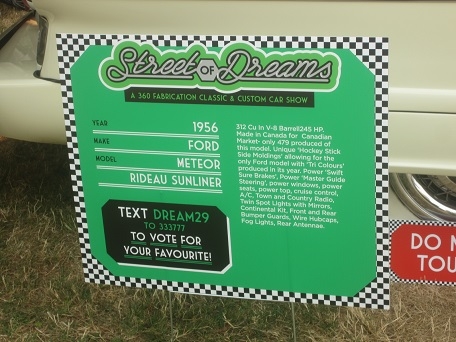 Street OF Dreams
A 360 FABRICATION CLASSIC & CUSTOM CAR SHOW
YEAR 1956
MAKE FORD
MODEL METEOR
RIDEAU SUNLINER
TEXT DREAM29
TO 333777
TO VOTE FOR
YOUR FAVOURITE!
312 Cu In V-8 Barrell245 HP.
Made in Canada for Canadian
Market- only 479 produced of
this model. Unique 'Hockey Stick
Side Moldings' allowing for the
only Ford model with 'Tri Colours'
produced in its year. Power 'Swift
Sure Brakes', Power 'Master Guide
Steering', power windows, power
seats, power top, cruise control,
A/C, Town and Country Radio,
Twin Spot Lights with Mirrors,
Continental Kit, Front and Rear
Bumper Guards, Wire Hubcaps,
Fog Lights, Rear Antennae.
DO
TOU